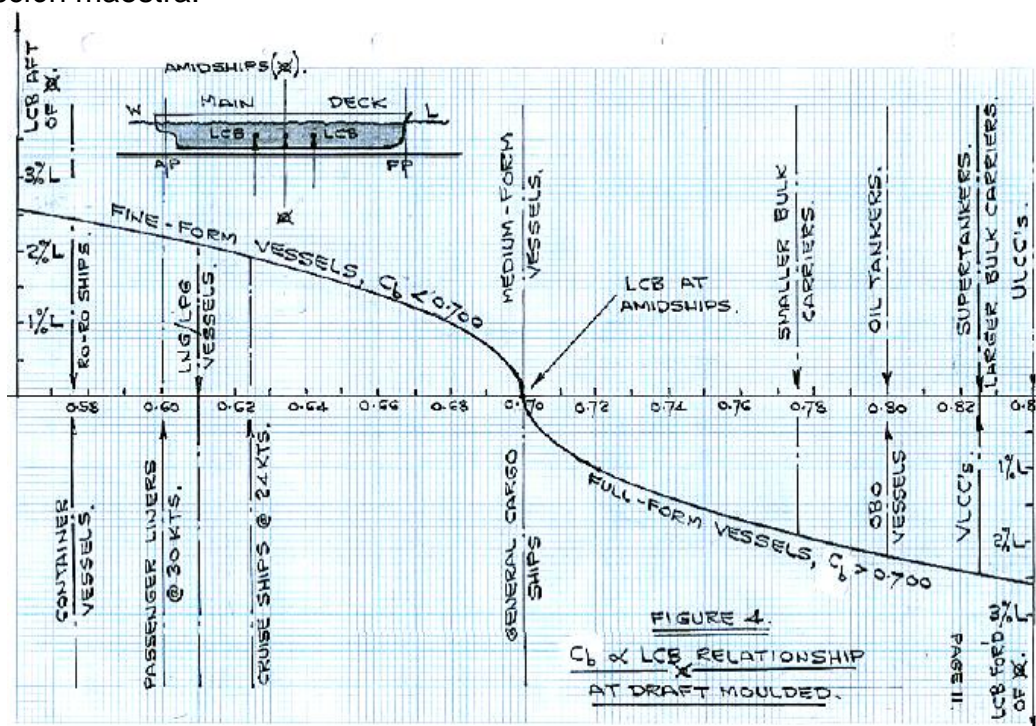 sección maestra.
LCB AFT
OF ⦻.
3% L
2% L
1% L
AMIDSHIPS (⦻).
MAIN DECK
W L
LCB LCB
AP FP
⦻
FINE-FORM VESSELS, Cb < 0.700
RO-RO SHIPS.
LNG/LPG
VESSELS.
MEDIUM-FORM
VESSELS.
LCB AT
AMIDSHIPS.
SMALLER BULK
CARRIERS.
OIL TANKERS.
SUPERTANKERS.
LARGER BULK CARRIERS.
ULCC's.
0.58 0.60 0.62 0.64 0.66 0.68 0.70 0.72 0.74 0.76 0.78 0.80 0.82 0.8
CONTAINER
VESSELS.
PASSENGER LINERS
@ 30 KTS.
CRUISE SHIPS @ 24 KTS.
GENERAL CARGO
SHIPS
FULL-FORM VESSELS, Cb > 0.700
OBO
VESSELS
VLCC's.
1% L
2% L
3% L
LCB FOR'D
OF ⦻.
FIGURE 4.
Cb ∝ LCB RELATIONSHIP
⦻
AT DRAFT MOULDED.
PAGE 11.